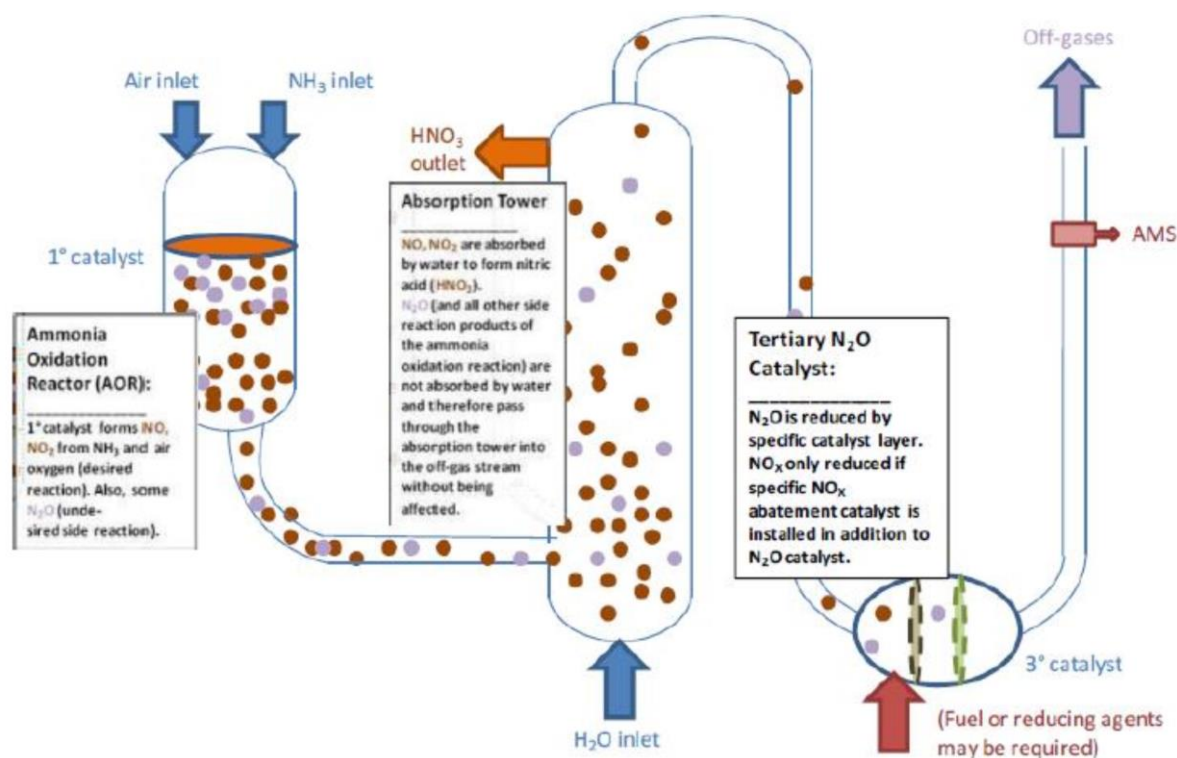 Off-gases
Air inlet
NH₃ inlet
HNO₃
outlet
Absorption Tower
NO, NO₂ are absorbed
by water to form nitric
acid (HNO₂).
N₂O (and all other side
reaction products of
the ammonia
oxidation reaction) are
not absorbed by water
and therefore pass
through the
absorption tower into
the off-gas stream
without being
affected.
1° catalyst
AMS
Ammonia
Oxidation
Reactor (AOR):
1° catalyst forms NO,
NO₂ from NH₃ and air
oxygen (desired
reaction). Also, some
N₂O (unde-
sired side reaction).
Tertiary N₂O
Catalyst:
N₂O is reduced by
specific catalyst layer.
NOₓ only reduced if
specific NOₓ
abatement catalyst is
installed in addition to
N₂O catalyst.
3° catalyst
H₂O inlet
(Fuel or reducing agents
may be required)